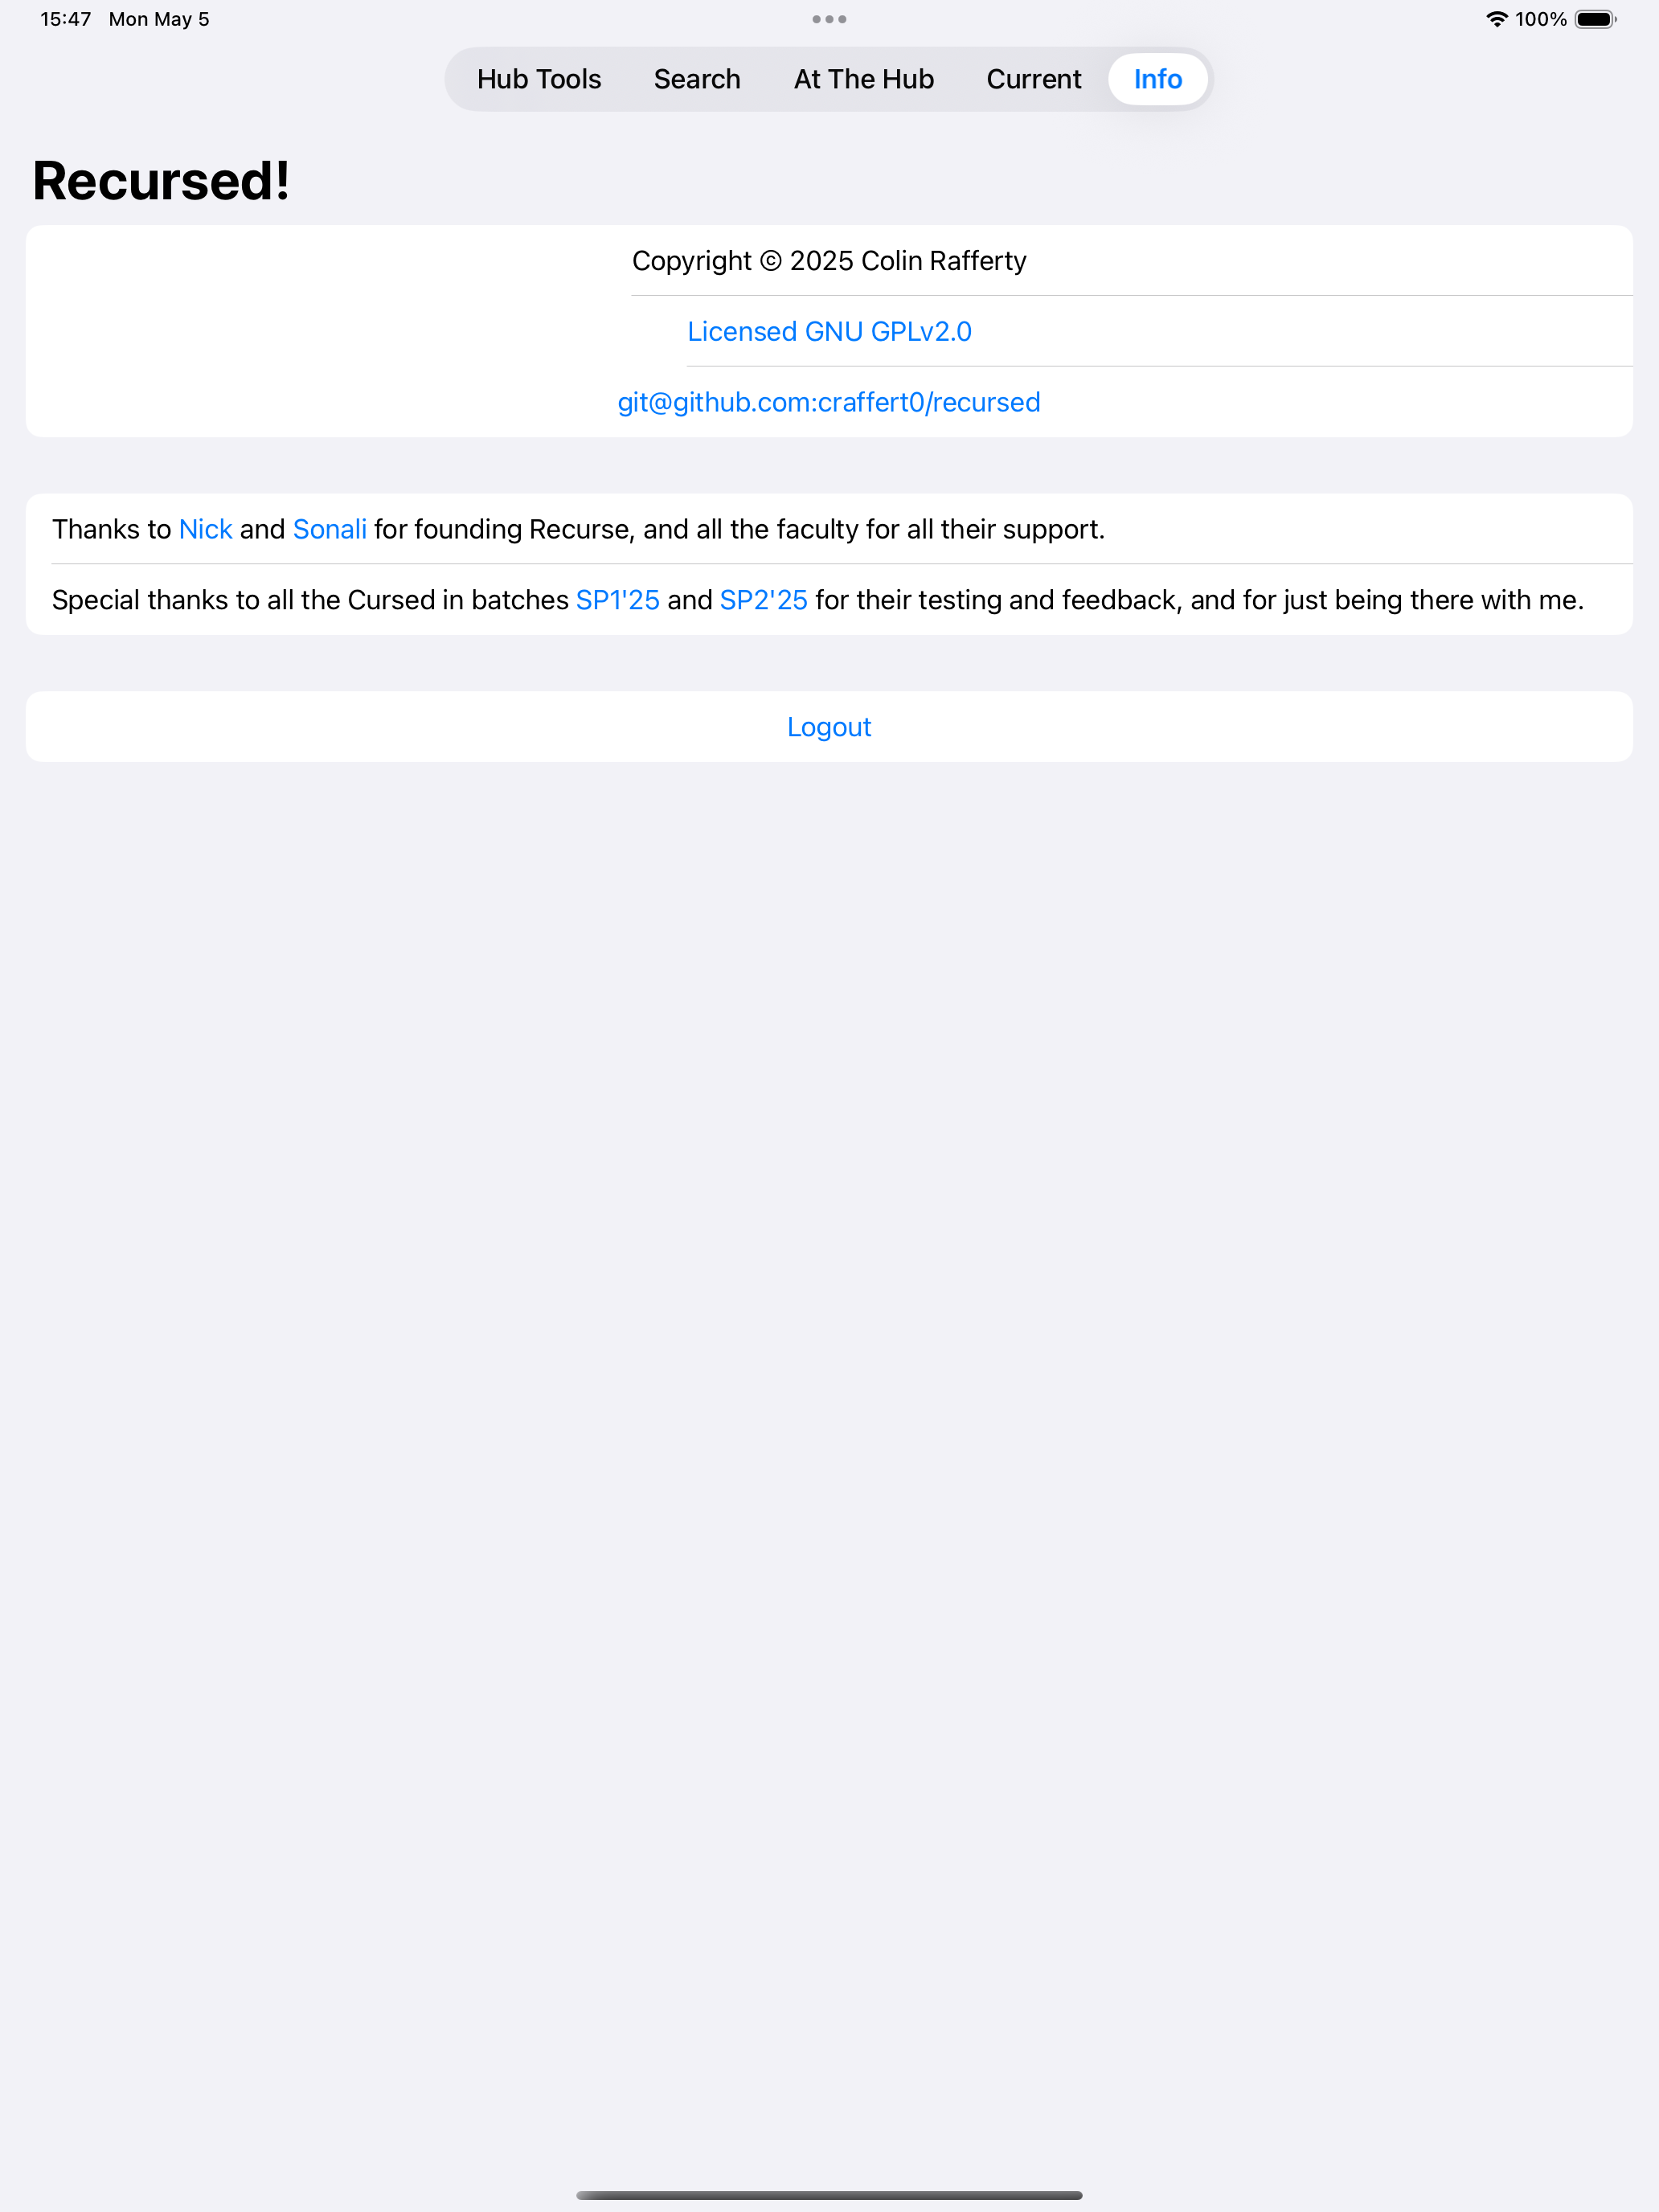 15:47 Mon May 5
100%
Hub Tools Search At The Hub Current Info
Recursed!
Copyright © 2025 Colin Rafferty
Licensed GNU GPLv2.0
git@github.com:craffert0/recursed
Thanks to Nick and Sonali for founding Recurse, and all the faculty for all their support.
Special thanks to all the Cursed in batches SP1'25 and SP2'25 for their testing and feedback, and for just being there with me.
Logout